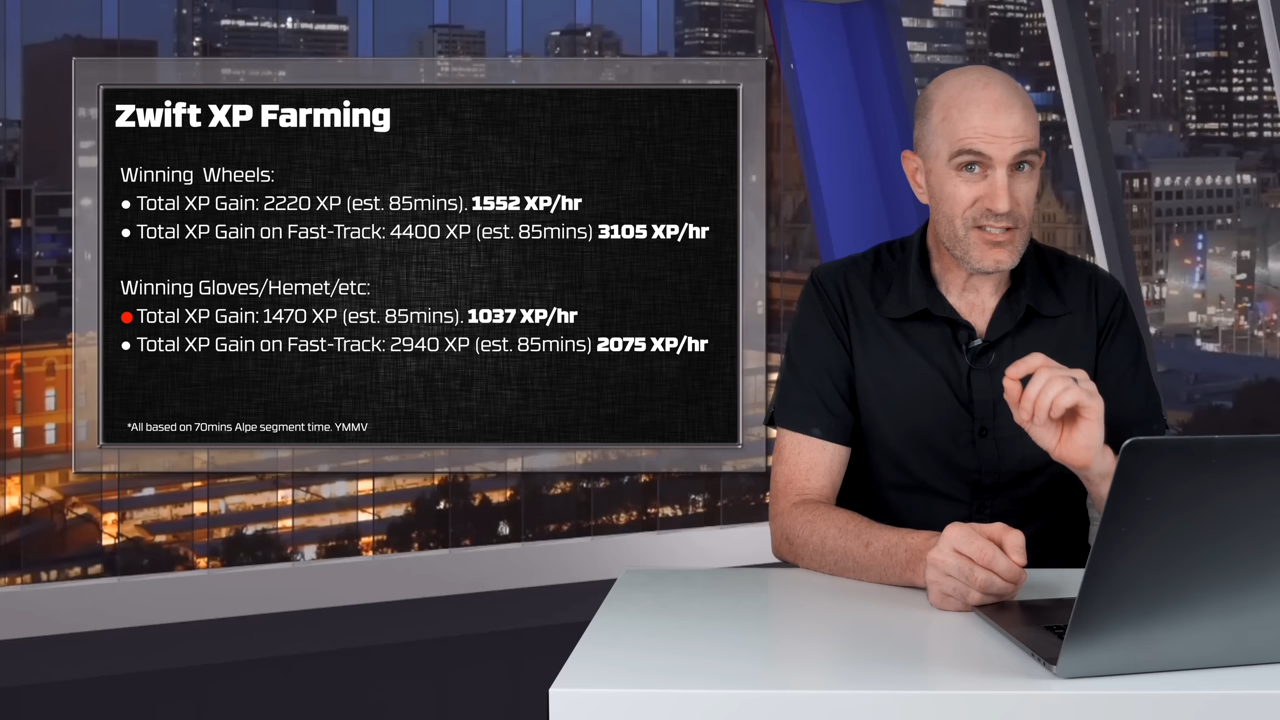 Zwift XP Farming
Winning Wheels:
● Total XP Gain: 2220 XP (est. 85mins). 1552 XP/hr
● Total XP Gain on Fast-Track: 4400 XP (est. 85mins) 3105 XP/hr
Winning Gloves/Hemet/etc:
● Total XP Gain: 1470 XP (est. 85mins). 1037 XP/hr
● Total XP Gain on Fast-Track: 2940 XP (est. 85mins) 2075 XP/hr
*All based on 70mins Alpe segment time. YMMV